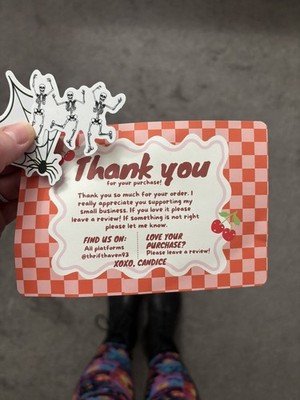 Thank you
for your purchase!
Thank you so much for your order. I
really appreciate you supporting my
small business. If you love it please
leave a review! If something is not right
please let me know.
FIND US ON:
All platforms
@thrifthaven93
LOVE YOUR
PURCHASE?
Please leave a review!
XOXO, CANDICE